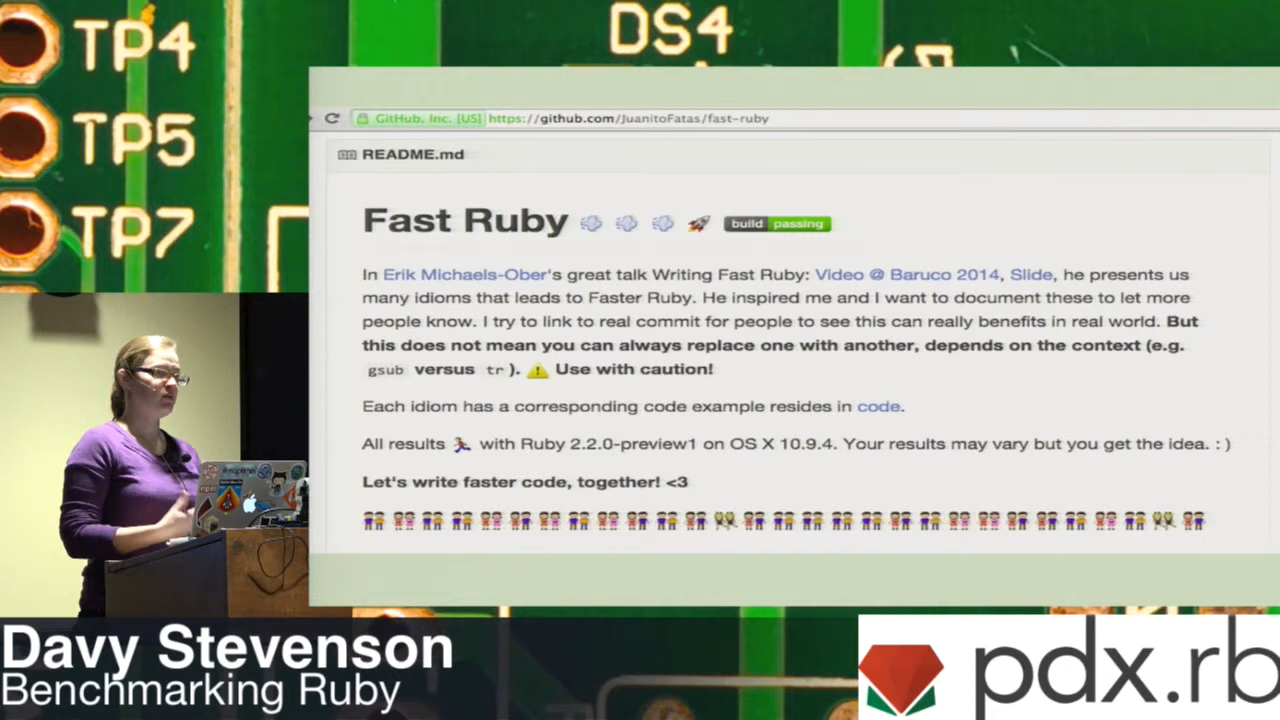 TP4
DS4
TP5
TP7
GitHub, Inc. [US] https://github.com/JuanitoFatas/fast-ruby
README.md
Fast Ruby build passing
In Erik Michaels-Ober's great talk Writing Fast Ruby: Video @ Baruco 2014, Slide, he presents us
many idioms that leads to Faster Ruby. He inspired me and I want to document these to let more
people know. I try to link to real commit for people to see this can really benefits in real world. But
this does not mean you can always replace one with another, depends on the context (e.g.
gsub versus tr). ⚠ Use with caution!
Each idiom has a corresponding code example resides in code.
All results 🏃 with Ruby 2.2.0-preview1 on OS X 10.9.4. Your results may vary but you get the idea. : )
Let's write faster code, together! <3
Davy Stevenson
Benchmarking Ruby
pdx.rb